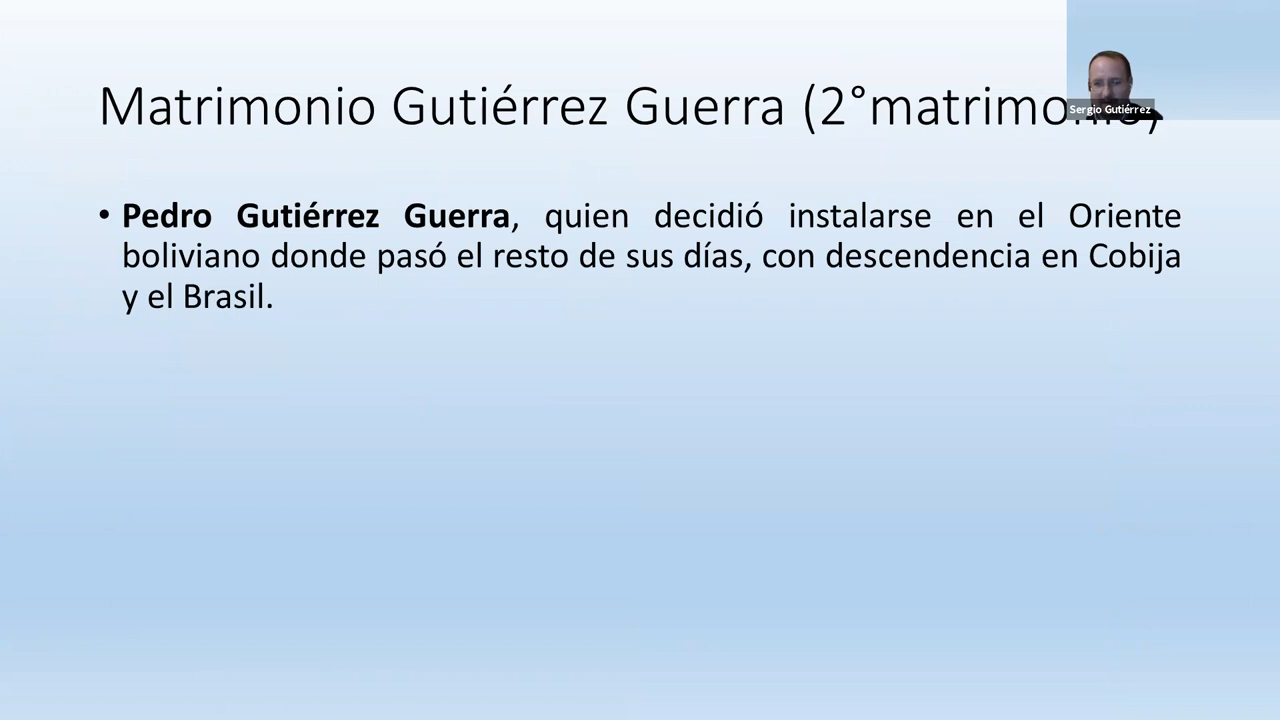 Matrimonio Gutiérrez Guerra (2°matrimonio)
Sergio Gutiérrez
• Pedro Gutiérrez Guerra, quien decidió instalarse en el Oriente
boliviano donde pasó el resto de sus días, con descendencia en Cobija
y el Brasil.